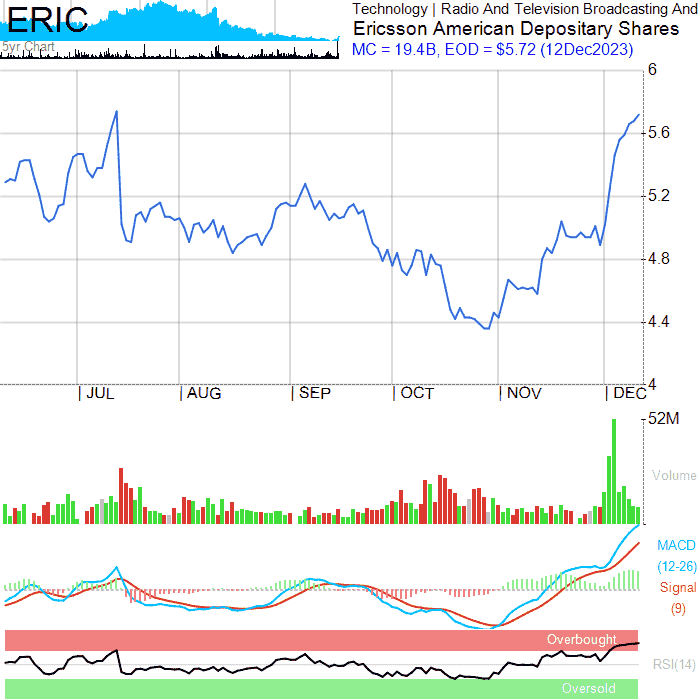 ERIC
5yr Chart
Technology | Radio And Television Broadcasting And
Ericsson American Depositary Shares
MC = 19.4B, EOD = $5.72 (12Dec2023)
6
5.6
5.2
4.8
4.4
4
| JUL | AUG | SEP | OCT | NOV | DEC
52M
Volume
MACD
(12-26)
Signal
(9)
Overbought
RSI(14)
Oversold